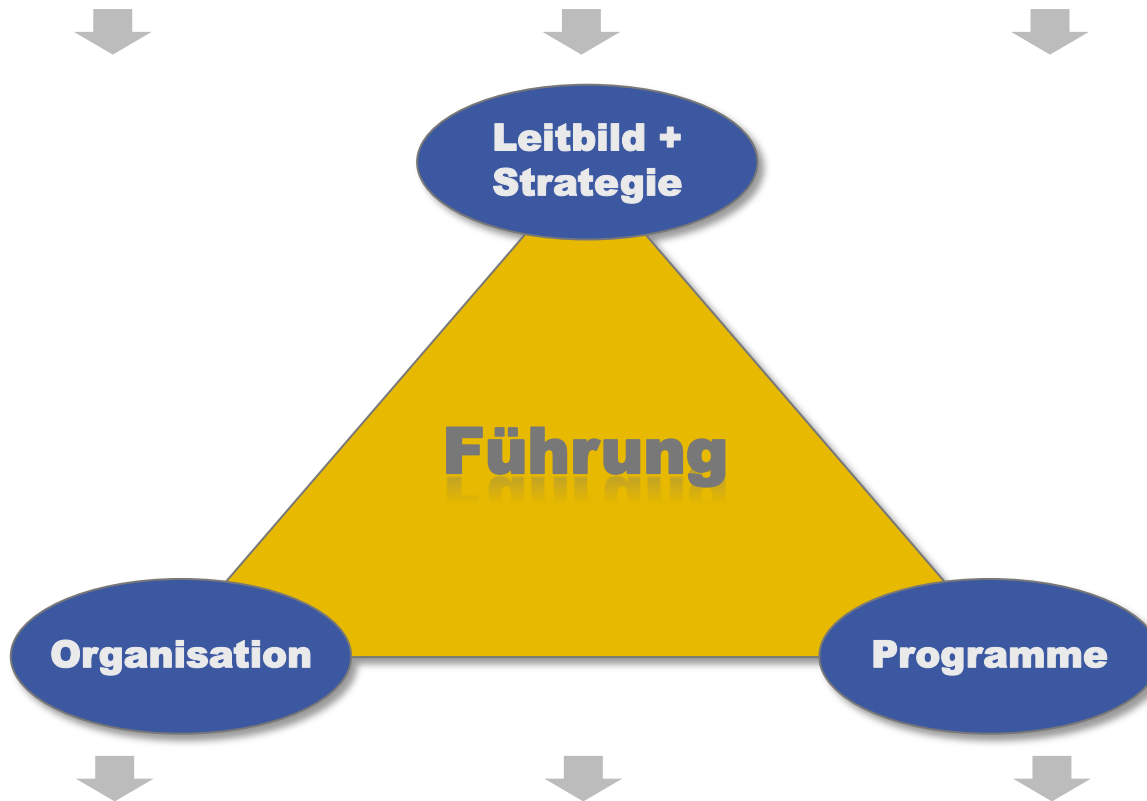 Leitbild +
Strategie
Führung
Organisation
Programme